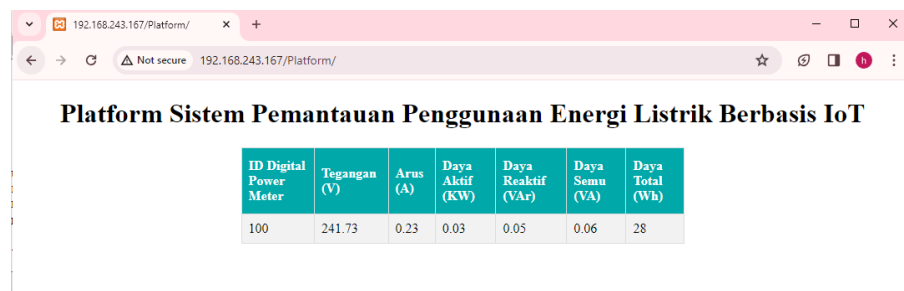 192.168.243.167/Platform/
Not secure 192.168.243.167/Platform/
h
Platform Sistem Pemantauan Penggunaan Energi Listrik Berbasis IoT
ID Digital Power Meter Tegangan (V) Arus (A) Daya Aktif (KW) Daya Reaktif (VAr) Daya Semu (VA) Daya Total (Wh)
100 241.73 0.23 0.03 0.05 0.06 28